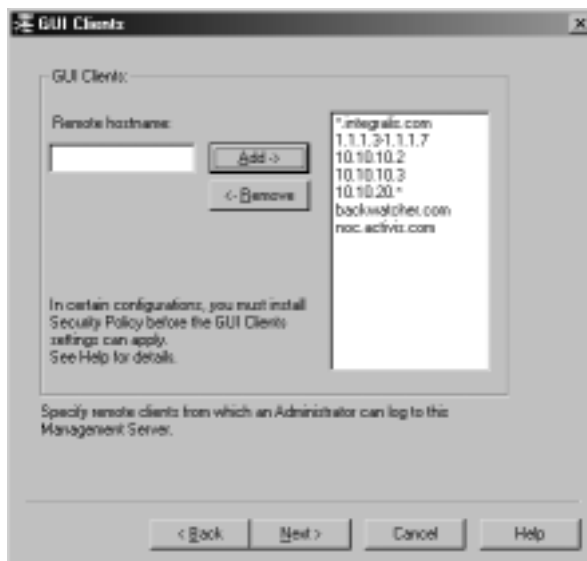 GUI Clients
GUI Clients:
Remote hostname:
Add ->
<- Remove
*.integralis.com
1.1.1.3-1.1.1.7
10.10.10.2
10.10.10.3
10.10.20.*
backwatcher.com
noc.activis.com
In certain configurations, you must install
Security Policy before the GUI Clients
settings can apply.
See Help for details.
Specify remote clients from which an Administrator can log to this
Management Server.
< Back
Next >
Cancel
Help